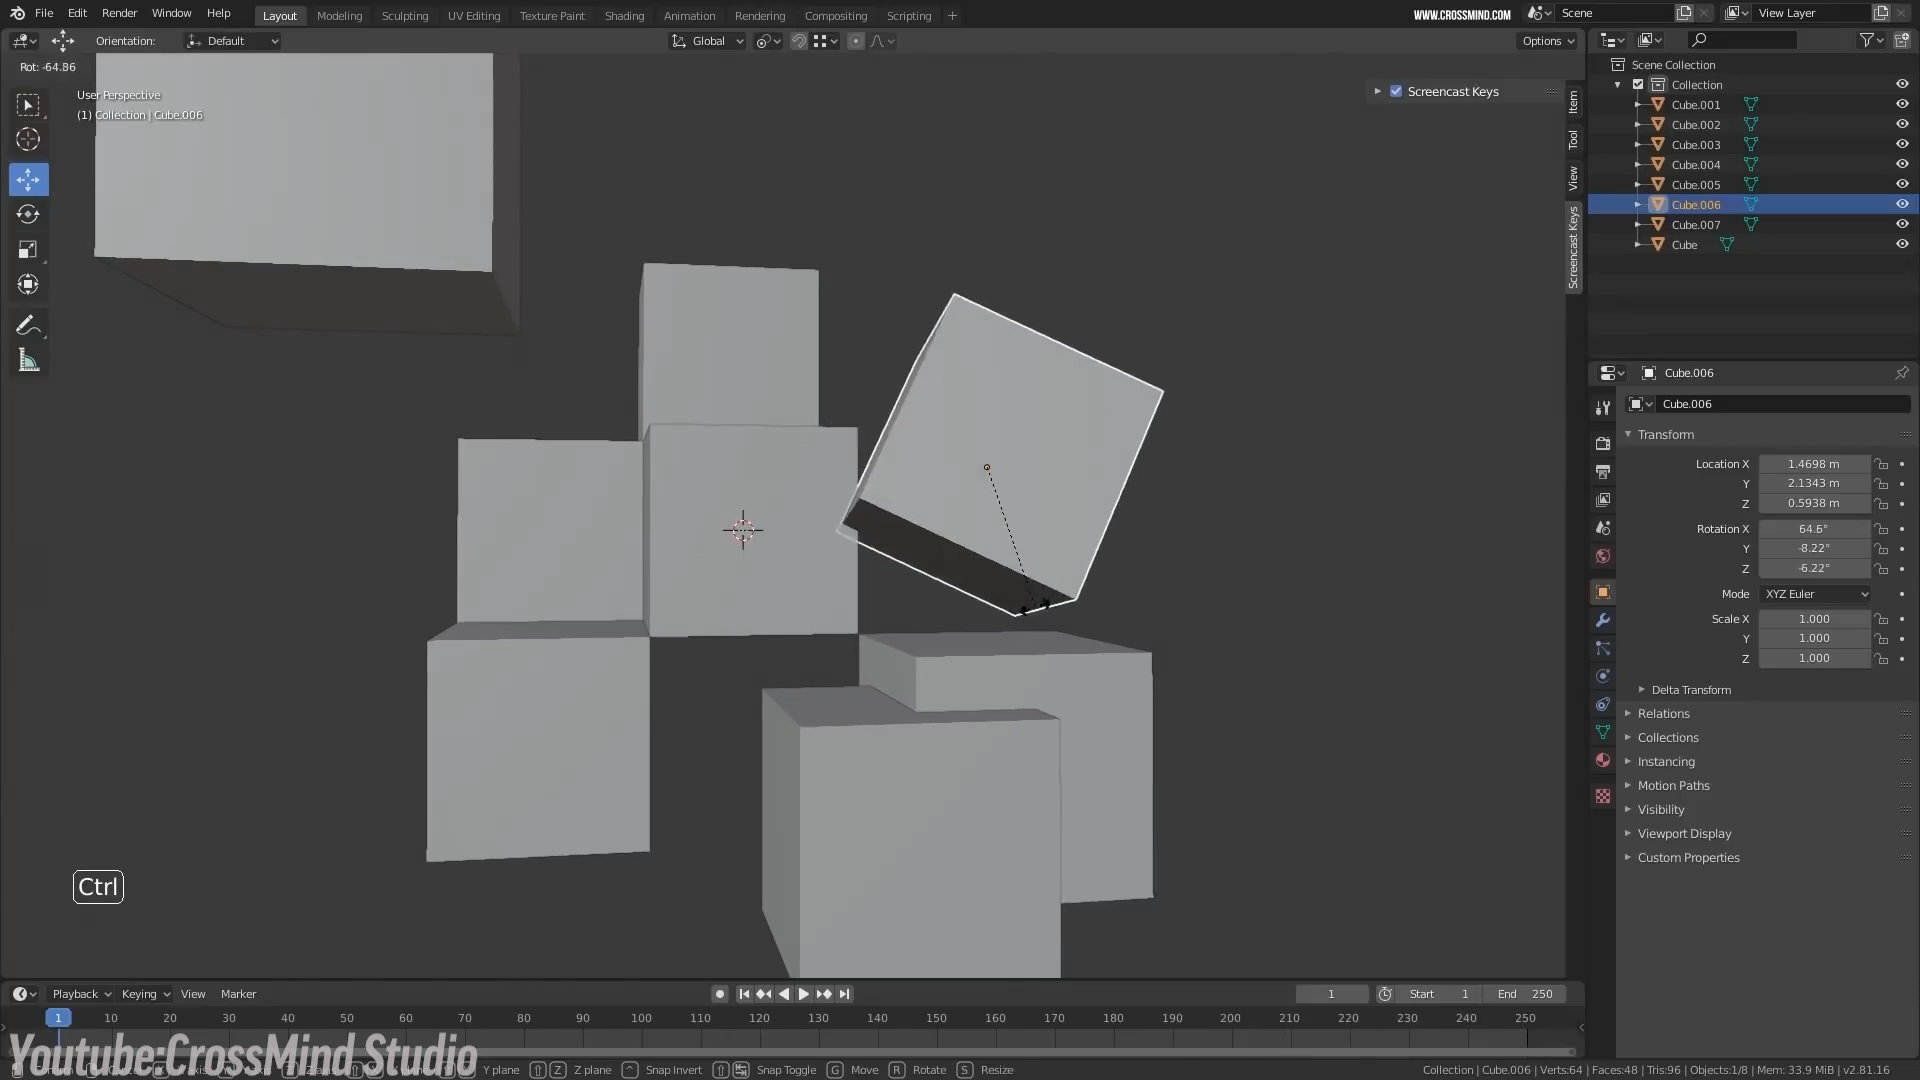 File Edit Render Window Help Layout Modeling Sculpting UV Editing Texture Paint Shading Animation Rendering Compositing Scripting + WWW.CROSSMIND.COM Scene View Layer
Orientation: Default Global Options
Rot: -64.86
User Perspective
(1) Collection | Cube.006
Screencast Keys
Item
Tool
View
Screencast Keys
Scene Collection
Collection
Cube.001
Cube.002
Cube.003
Cube.004
Cube.005
Cube.006
Cube.007
Cube
Cube.006
Cube.006
Transform
Location X 1.4698 m
Y 2.1343 m
Z 0.5938 m
Rotation X 64.6°
Y -8.22°
Z -6.22°
Mode XYZ Euler
Scale X 1.000
Y 1.000
Z 1.000
Delta Transform
Relations
Collections
Instancing
Motion Paths
Visibility
Viewport Display
Custom Properties
Ctrl
Playback Keying View Marker 1 Start 1 End 250
1 10 20 30 40 50 60 70 80 90 100 110 120 130 140 150 160 170 180 190 200 210 220 230 240 250
Youtube:CrossMind Studio
Y plane Z Z plane Snap Invert Snap Toggle G Move R Rotate S Resize Collection | Cube.006 | Verts:64 | Faces:48 | Tris:96 | Objects:1/8 | Mem: 33.9 MiB | v2.81.16